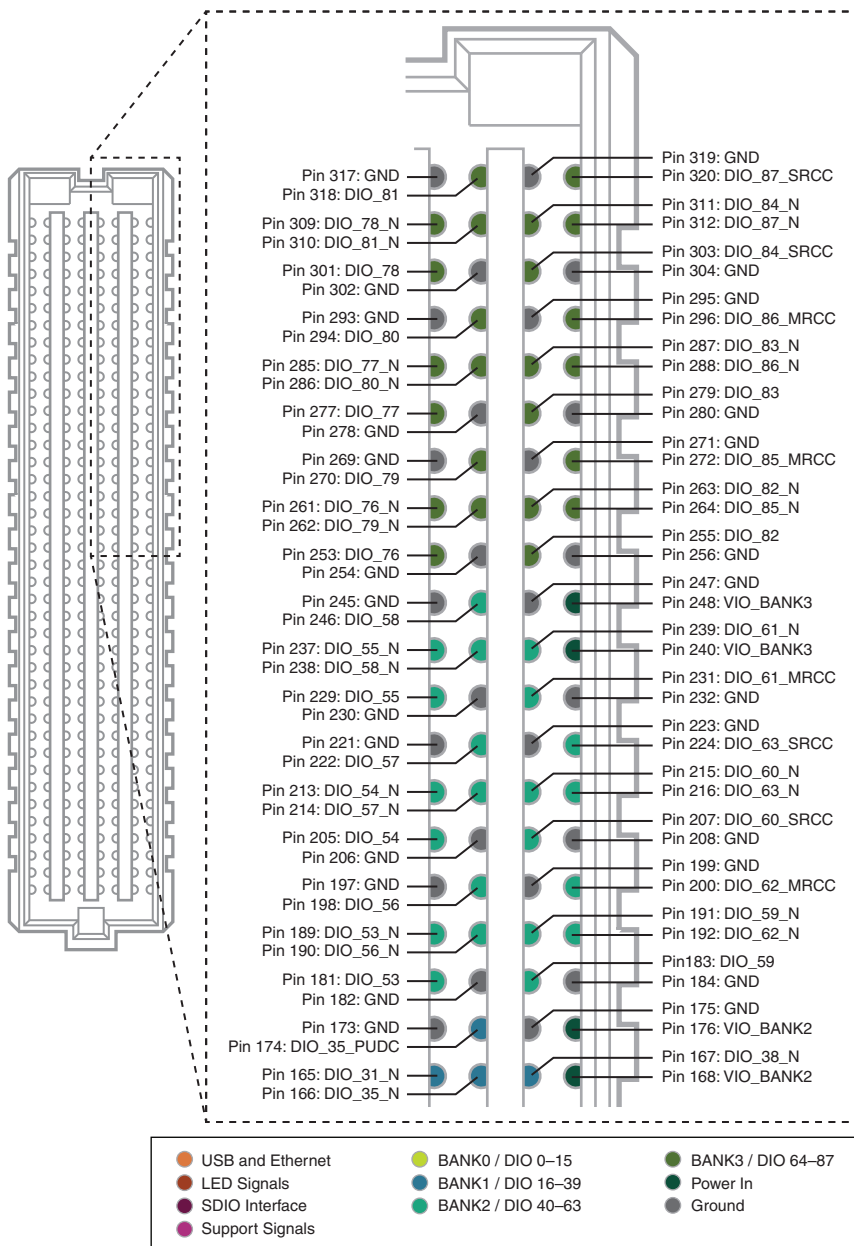 Pin 317: GND
Pin 318: DIO_81
Pin 309: DIO_78_N
Pin 310: DIO_81_N
Pin 301: DIO_78
Pin 302: GND
Pin 293: GND
Pin 294: DIO_80
Pin 285: DIO_77_N
Pin 286: DIO_80_N
Pin 277: DIO_77
Pin 278: GND
Pin 269: GND
Pin 270: DIO_79
Pin 261: DIO_76_N
Pin 262: DIO_79_N
Pin 253: DIO_76
Pin 254: GND
Pin 245: GND
Pin 246: DIO_58
Pin 237: DIO_55_N
Pin 238: DIO_58_N
Pin 229: DIO_55
Pin 230: GND
Pin 221: GND
Pin 222: DIO_57
Pin 213: DIO_54_N
Pin 214: DIO_57_N
Pin 205: DIO_54
Pin 206: GND
Pin 197: GND
Pin 198: DIO_56
Pin 189: DIO_53_N
Pin 190: DIO_56_N
Pin 181: DIO_53
Pin 182: GND
Pin 173: GND
Pin 174: DIO_35_PUDC
Pin 165: DIO_31_N
Pin 166: DIO_35_N
Pin 319: GND
Pin 320: DIO_87_SRCC
Pin 311: DIO_84_N
Pin 312: DIO_87_N
Pin 303: DIO_84_SRCC
Pin 304: GND
Pin 295: GND
Pin 296: DIO_86_MRCC
Pin 287: DIO_83_N
Pin 288: DIO_86_N
Pin 279: DIO_83
Pin 280: GND
Pin 271: GND
Pin 272: DIO_85_MRCC
Pin 263: DIO_82_N
Pin 264: DIO_85_N
Pin 255: DIO_82
Pin 256: GND
Pin 247: GND
Pin 248: VIO_BANK3
Pin 239: DIO_61_N
Pin 240: VIO_BANK3
Pin 231: DIO_61_MRCC
Pin 232: GND
Pin 223: GND
Pin 224: DIO_63_SRCC
Pin 215: DIO_60_N
Pin 216: DIO_63_N
Pin 207: DIO_60_SRCC
Pin 208: GND
Pin 199: GND
Pin 200: DIO_62_MRCC
Pin 191: DIO_59_N
Pin 192: DIO_62_N
Pin183: DIO_59
Pin 184: GND
Pin 175: GND
Pin 176: VIO_BANK2
Pin 167: DIO_38_N
Pin 168: VIO_BANK2
USB and Ethernet
LED Signals
SDIO Interface
Support Signals
BANK0 / DIO 0–15
BANK1 / DIO 16–39
BANK2 / DIO 40–63
BANK3 / DIO 64–87
Power In
Ground